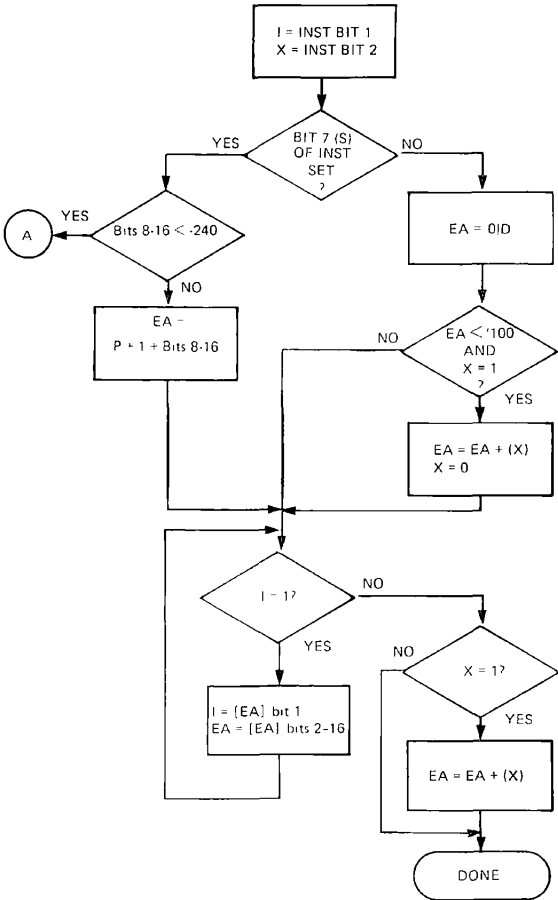 I = INST BIT 1
X = INST BIT 2
BIT 7 (S)
OF INST
SET
?
YES
NO
Bits 8-16 < -240
YES
A
NO
EA =
P + 1 + Bits 8-16
EA = 0|D
EA < '100
AND
X = 1
?
NO
YES
EA = EA + (X)
X = 0
I = 1?
NO
YES
I = [EA] bit 1
EA = [EA] bits 2-16
X = 1?
NO
YES
EA = EA + (X)
DONE